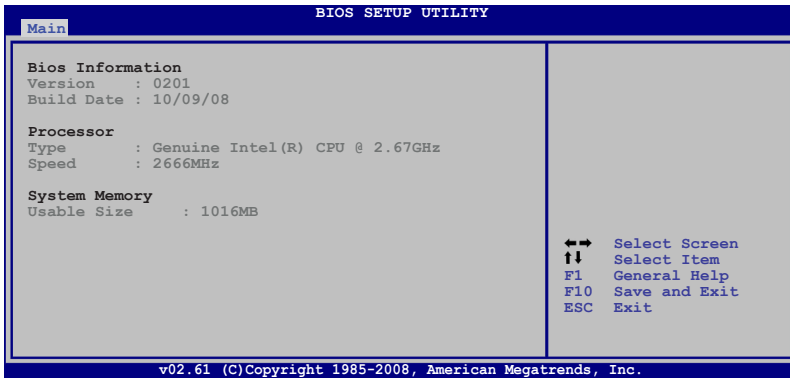 BIOS SETUP UTILITY
Main
Bios Information
Version : 0201
Build Date : 10/09/08
Processor
Type : Genuine Intel(R) CPU @ 2.67GHz
Speed : 2666MHz
System Memory
Usable Size : 1016MB
←→ Select Screen
↑↓ Select Item
F1 General Help
F10 Save and Exit
ESC Exit
v02.61 (C)Copyright 1985-2008, American Megatrends, Inc.